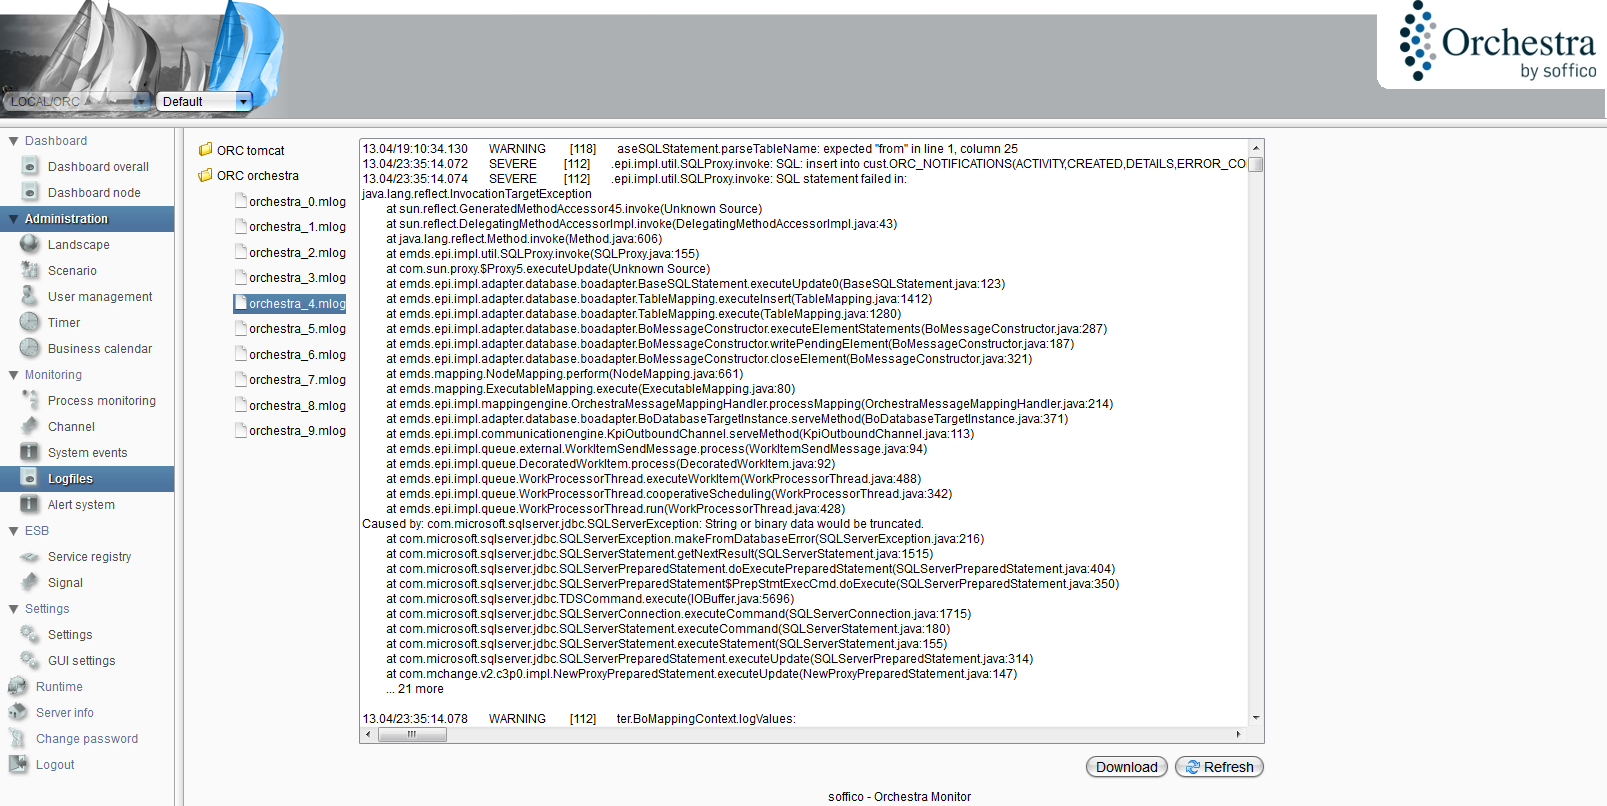 Orchestra
by soffico
LOCAL/ORC
Default
Dashboard
Dashboard overall
Dashboard node
Administration
Landscape
Scenario
User management
Timer
Business calendar
Monitoring
Process monitoring
Channel
System events
Logfiles
Alert system
ESB
Service registry
Signal
Settings
Settings
GUI settings
Runtime
Server info
Change password
Logout
ORC tomcat
ORC orchestra
orchestra_0.mlog
orchestra_1.mlog
orchestra_2.mlog
orchestra_3.mlog
orchestra_4.mlog
orchestra_5.mlog
orchestra_6.mlog
orchestra_7.mlog
orchestra_8.mlog
orchestra_9.mlog
13.04/19:10:34.130 WARNING [118] aseSQLStatement.parseTableName: expected "from" in line 1, column 25
13.04/23:35:14.072 SEVERE [112] .epi.impl.util.SQLProxy.invoke: SQL: insert into cust.ORC_NOTIFICATIONS(ACTIVITY,CREATED,DETAILS,ERROR_CO
13.04/23:35:14.074 SEVERE [112] .epi.impl.util.SQLProxy.invoke: SQL statement failed in:
java.lang.reflect.InvocationTargetException
at sun.reflect.GeneratedMethodAccessor45.invoke(Unknown Source)
at sun.reflect.DelegatingMethodAccessorImpl.invoke(DelegatingMethodAccessorImpl.java:43)
at java.lang.reflect.Method.invoke(Method.java:606)
at emds.epi.impl.util.SQLProxy.invoke(SQLProxy.java:155)
at com.sun.proxy.$Proxy5.executeUpdate(Unknown Source)
at emds.epi.impl.adapter.database.boadapter.BaseSQLStatement.executeUpdate0(BaseSQLStatement.java:123)
at emds.epi.impl.adapter.database.boadapter.TableMapping.executeInsert(TableMapping.java:1412)
at emds.epi.impl.adapter.database.boadapter.TableMapping.execute(TableMapping.java:1280)
at emds.epi.impl.adapter.database.boadapter.BoMessageConstructor.executeElementStatements(BoMessageConstructor.java:287)
at emds.epi.impl.adapter.database.boadapter.BoMessageConstructor.writePendingElement(BoMessageConstructor.java:187)
at emds.epi.impl.adapter.database.boadapter.BoMessageConstructor.closeElement(BoMessageConstructor.java:321)
at emds.mapping.NodeMapping.perform(NodeMapping.java:661)
at emds.mapping.ExecutableMapping.execute(ExecutableMapping.java:80)
at emds.epi.impl.mappingengine.OrchestraMessageMappingHandler.processMapping(OrchestraMessageMappingHandler.java:214)
at emds.epi.impl.adapter.database.boadapter.BoDatabaseTargetInstance.serveMethod(BoDatabaseTargetInstance.java:371)
at emds.epi.impl.communicationengine.KpiOutboundChannel.serveMethod(KpiOutboundChannel.java:113)
at emds.epi.impl.queue.external.WorkItemSendMessage.process(WorkItemSendMessage.java:94)
at emds.epi.impl.queue.DecoratedWorkItem.process(DecoratedWorkItem.java:92)
at emds.epi.impl.queue.WorkProcessorThread.executeWorkItem(WorkProcessorThread.java:488)
at emds.epi.impl.queue.WorkProcessorThread.cooperativeScheduling(WorkProcessorThread.java:342)
at emds.epi.impl.queue.WorkProcessorThread.run(WorkProcessorThread.java:428)
Caused by: com.microsoft.sqlserver.jdbc.SQLServerException: String or binary data would be truncated.
at com.microsoft.sqlserver.jdbc.SQLServerException.makeFromDatabaseError(SQLServerException.java:216)
at com.microsoft.sqlserver.jdbc.SQLServerStatement.getNextResult(SQLServerStatement.java:1515)
at com.microsoft.sqlserver.jdbc.SQLServerPreparedStatement.doExecutePreparedStatement(SQLServerPreparedStatement.java:404)
at com.microsoft.sqlserver.jdbc.SQLServerPreparedStatement$PrepStmtExecCmd.doExecute(SQLServerPreparedStatement.java:350)
at com.microsoft.sqlserver.jdbc.TDSCommand.execute(IOBuffer.java:5696)
at com.microsoft.sqlserver.jdbc.SQLServerConnection.executeCommand(SQLServerConnection.java:1715)
at com.microsoft.sqlserver.jdbc.SQLServerStatement.executeCommand(SQLServerStatement.java:180)
at com.microsoft.sqlserver.jdbc.SQLServerStatement.executeStatement(SQLServerStatement.java:155)
at com.microsoft.sqlserver.jdbc.SQLServerPreparedStatement.executeUpdate(SQLServerPreparedStatement.java:314)
at com.mchange.v2.c3p0.impl.NewProxyPreparedStatement.executeUpdate(NewProxyPreparedStatement.java:147)
... 21 more
13.04/23:35:14.078 WARNING [112] ter.BoMappingContext.logValues:
Download
Refresh
soffico - Orchestra Monitor